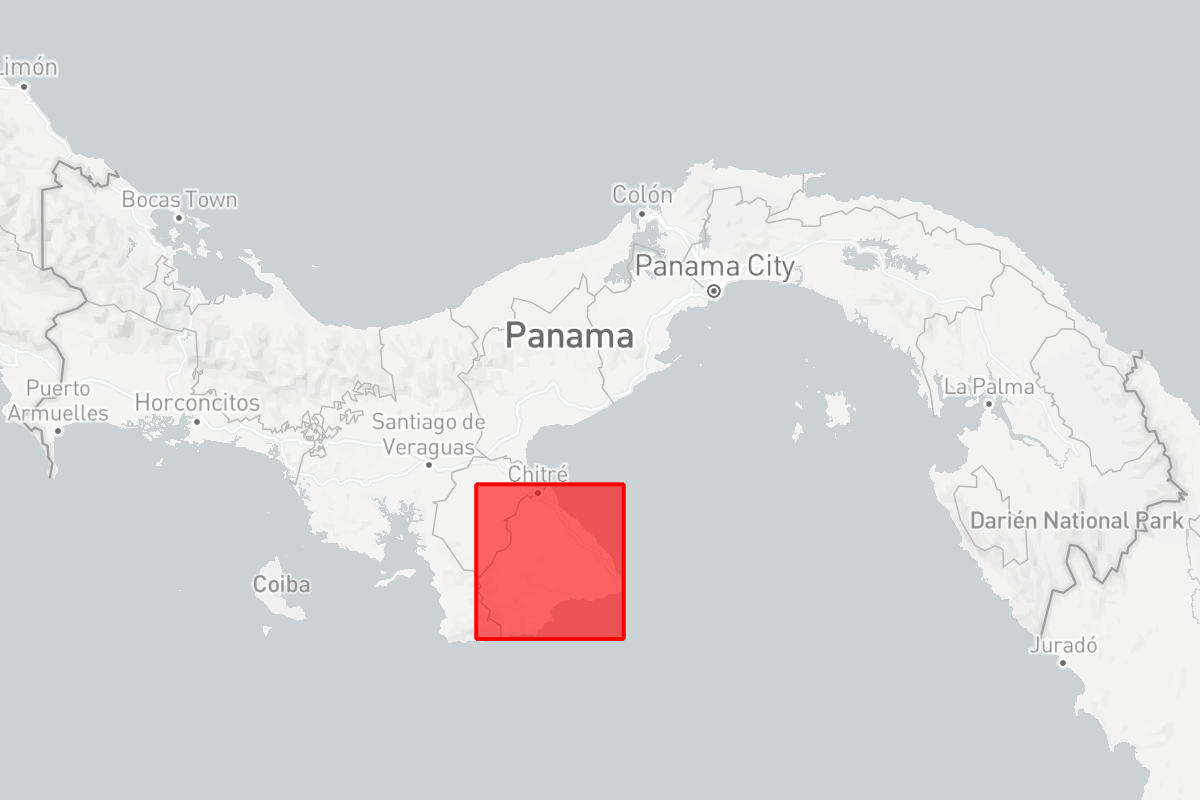 Limón
Bocas Town
Colón
Panama City
Panama
Puerto
Armuelles
Horconcitos
La Palma
Santiago de
Veraguas
Chitré
Darién National Park
Coiba
Juradó